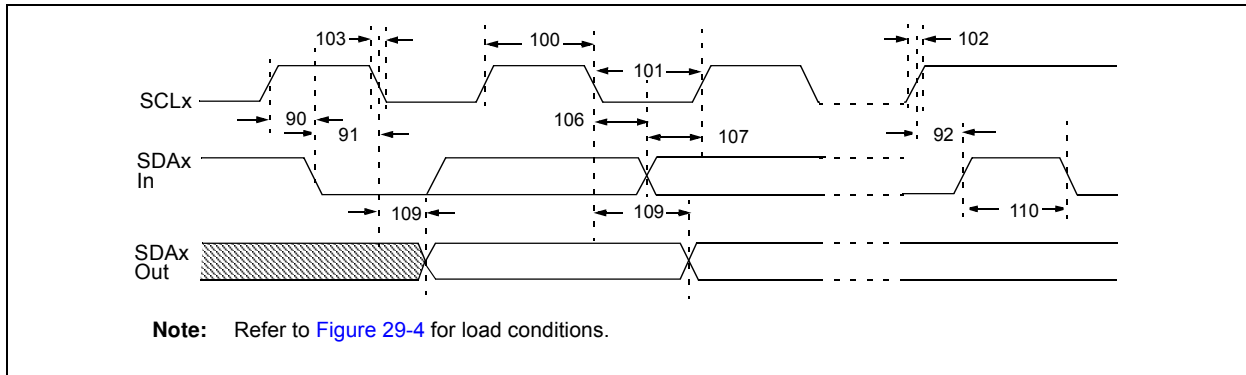 103
100
102
101
SCLx
90
91
106
107
92
SDAx
In
109
109
110
SDAx
Out
Note: Refer to Figure 29-4 for load conditions.